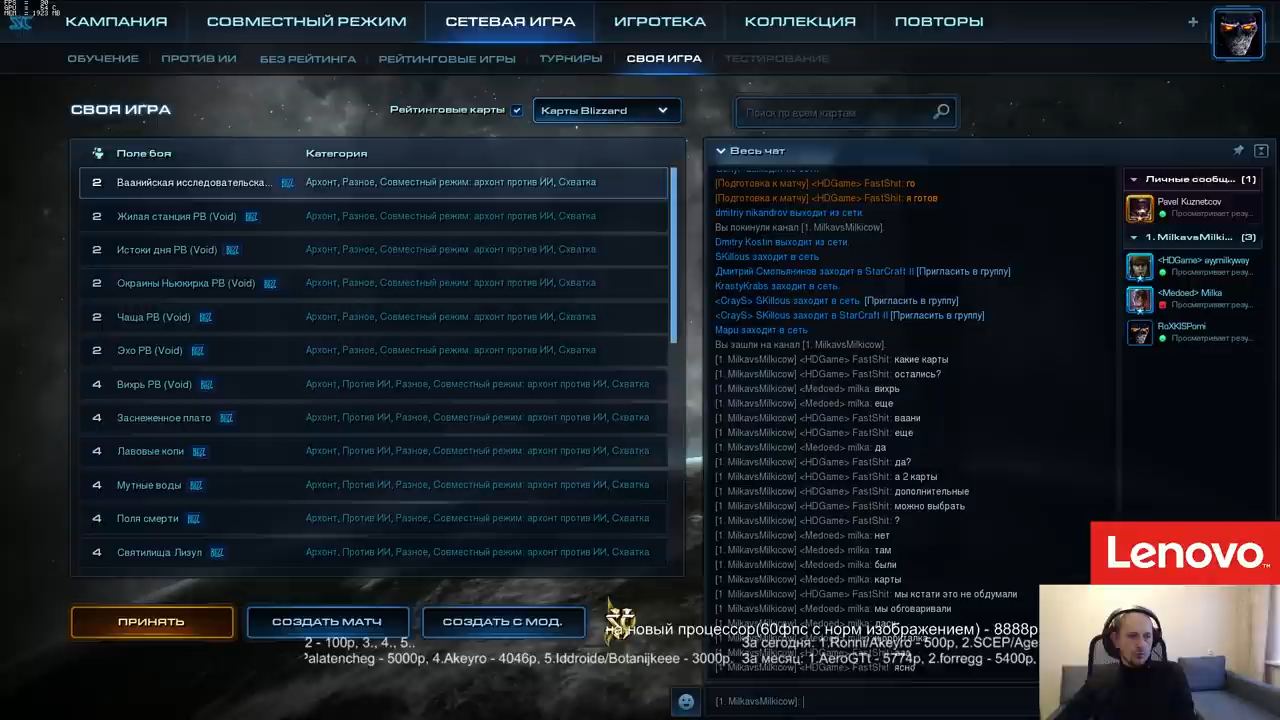 КАМПАНИЯ СОВМЕСТНЫЙ РЕЖИМ СЕТЕВАЯ ИГРА ИГРОТЕКА КОЛЛЕКЦИЯ ПОВТОРЫ
ОБУЧЕНИЕ ПРОТИВ ИИ БЕЗ РЕЙТИНГА РЕЙТИНГОВЫЕ ИГРЫ ТУРНИРЫ СВОЯ ИГРА ТЕСТИРОВАНИЕ
СВОЯ ИГРА Рейтинговые карты Карты Blizzard Поиск по всем картам
Поле боя Категория
2 Ваанийская исследовательска... Архонт, Разное, Совместный режим: архонт против ИИ, Схватка
2 Жилая станция РВ (Void) Архонт, Разное, Совместный режим: архонт против ИИ, Схватка
2 Истоки дня РВ (Void) Архонт, Разное, Совместный режим: архонт против ИИ, Схватка
2 Окраины Ньюкирка РВ (Void) Архонт, Разное, Совместный режим: архонт против ИИ, Схватка
2 Чаща РВ (Void) Архонт, Разное, Совместный режим: архонт против ИИ, Схватка
2 Эхо РВ (Void) Архонт, Разное, Совместный режим: архонт против ИИ, Схватка
4 Вихрь РВ (Void) Архонт, Против ИИ, Разное, Совместный режим: архонт против ИИ, Схватка
4 Заснеженное плато Архонт, Против ИИ, Разное, Совместный режим: архонт против ИИ, Схватка
4 Лавовые копи Архонт, Против ИИ, Разное, Совместный режим: архонт против ИИ, Схватка
4 Мутные воды Архонт, Против ИИ, Разное, Совместный режим: архонт против ИИ, Схватка
4 Поля смерти Архонт, Против ИИ, Разное, Совместный режим: архонт против ИИ, Схватка
4 Святилища Лизул Архонт, Против ИИ, Разное, Совместный режим: архонт против ИИ, Схватка
ПРИНЯТЬ СОЗДАТЬ МАТЧ СОЗДАТЬ С МОД.
Весь чат
[Подготовка к матчу] <HDGame> FastShit: го
[Подготовка к матчу] <HDGame> FastShit: я готов
dmitriy nikandrov выходит из сети.
Вы покинули канал [1. MilkavsMilkicow].
Dmitry Kostin выходит из сети.
SKillous заходит в сеть
Дмитрий Смольянинов заходит в StarCraft II [Пригласить в группу]
KrastyKrabs заходит в сеть.
<CrayS> SKillous заходит в сеть. [Пригласить в группу]
<CrayS> SKillous заходит в StarCraft II [Пригласить в группу]
Mapu заходит в сеть
Вы зашли на канал [1. MilkavsMilkicow].
[1. MilkavsMilkicow] <HDGame> FastShit: какие карты
[1. MilkavsMilkicow] <HDGame> FastShit: остались?
[1. MilkavsMilkicow] <Medoed> milka: вихрь
[1. MilkavsMilkicow] <Medoed> milka: еще
[1. MilkavsMilkicow] <HDGame> FastShit: ваани
[1. MilkavsMilkicow] <HDGame> FastShit: еще
[1. MilkavsMilkicow] <Medoed> milka: да
[1. MilkavsMilkicow] <HDGame> FastShit: да?
[1. MilkavsMilkicow] <HDGame> FastShit: а 2 карты
[1. MilkavsMilkicow] <HDGame> FastShit: дополнительные
[1. MilkavsMilkicow] <HDGame> FastShit: можно выбрать
[1. MilkavsMilkicow] <HDGame> FastShit: ?
[1. MilkavsMilkicow] <Medoed> milka: нет
[1. MilkavsMilkicow] <Medoed> milka: там
[1. MilkavsMilkicow] <Medoed> milka: были
[1. MilkavsMilkicow] <Medoed> milka: карты
[1. MilkavsMilkicow] <HDGame> FastShit: мы кстати это не обдумали
[1. MilkavsMilkicow] <Medoed> milka: мы обговаривали
[1. MilkavsMilkicow] <HDGame> FastShit: ясно
[1. MilkavsMilkicow]:
Личные сообщ... (1)
Pavel Kuznetcov
Просматривает резу...
1. MilkavsMilki... (3)
<HDGame> ayymilkyway
Просматривает резу...
<Medoed> Milka
Просматривает резу...
RoXKISPomi
Просматривает резу...
Lenovo
на новый процессор(60фпс с норм изображением) - 8888р
2 - 100р, 3., 4.. 5.. За сегодня: 1.Ronni/Akeyro - 500р, 2.SCEP/Age
alatencheg - 5000р, 4.Akeyro - 4046р, 5.Iddroide/Botanijkeee - 3000р. За месяц: 1.AeroGTt - 5774р, 2.forregg - 5400р,